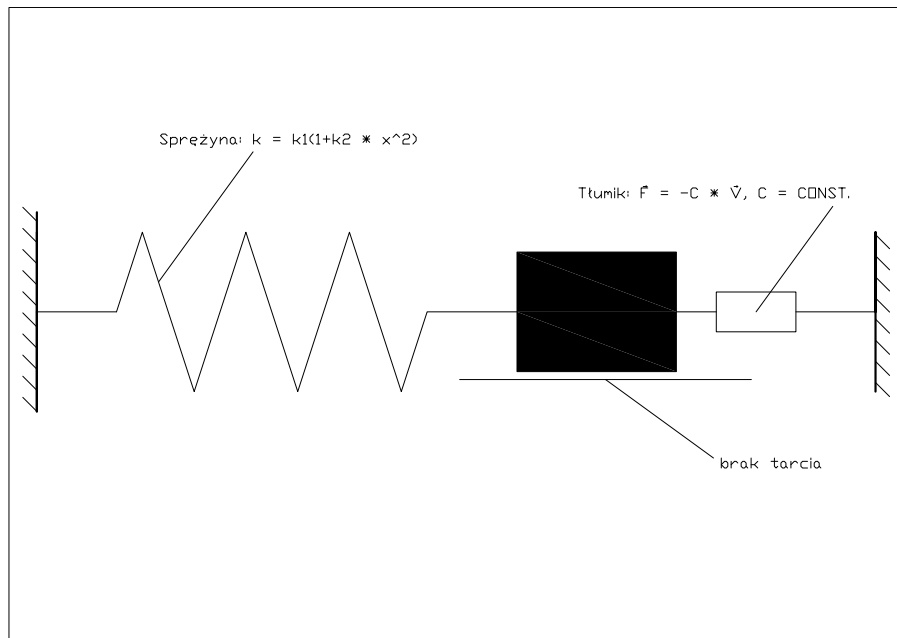 Sprężyna: k = k1(1+k2 * x^2)
Tłumik: F⃗ = -C * V⃗, C = CONST.
brak tarcia